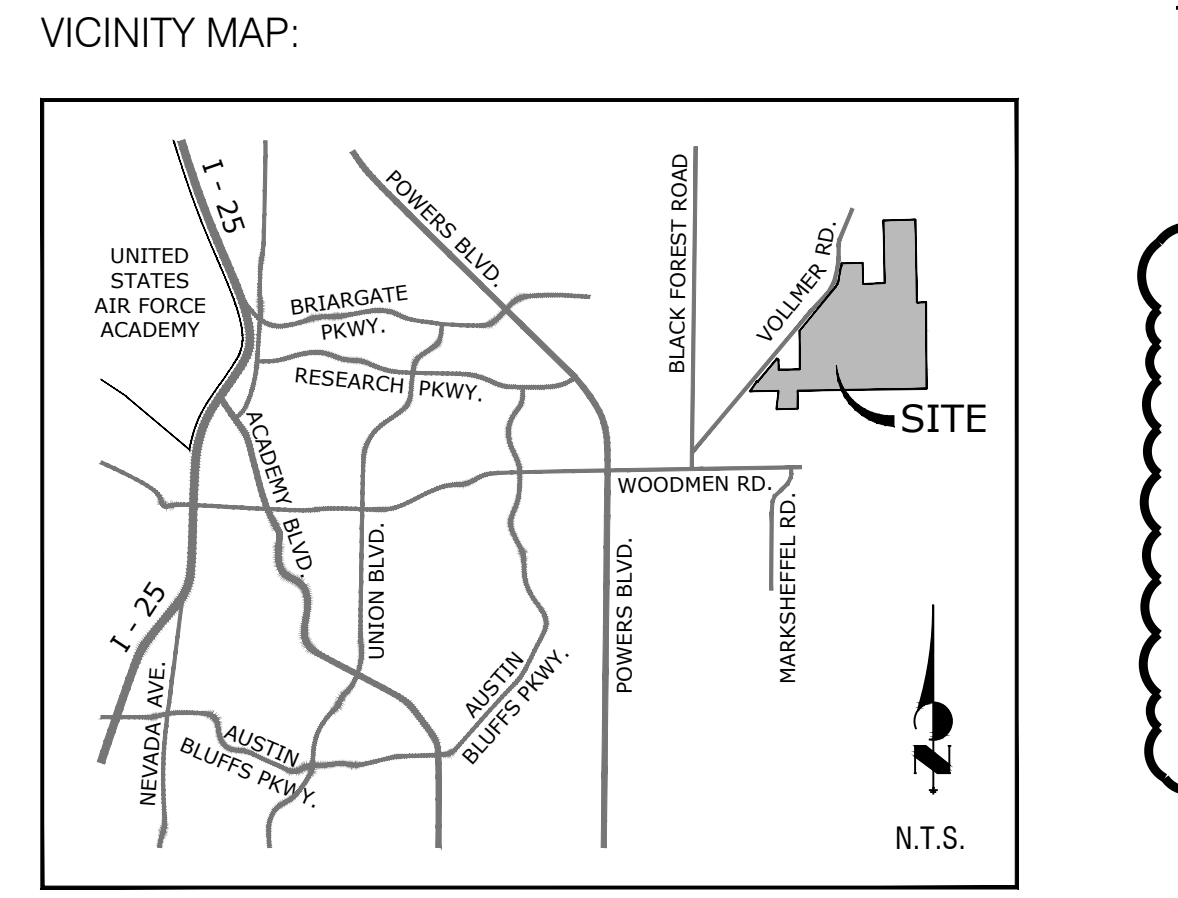 VICINITY MAP:
I - 25
POWERS BLVD.
BLACK FOREST ROAD
VOLLMER RD.
UNITED
STATES
AIR FORCE
ACADEMY
BRIARGATE
PKWY.
RESEARCH PKWY.
SITE
ACADEMY BLVD.
WOODMEN RD.
UNION BLVD.
POWERS BLVD.
MARKSHEFFEL RD.
I - 25
NEVADA AVE.
AUSTIN
BLUFFS PKWY.
AUSTIN
BLUFFS PKWY.
N
N.T.S.